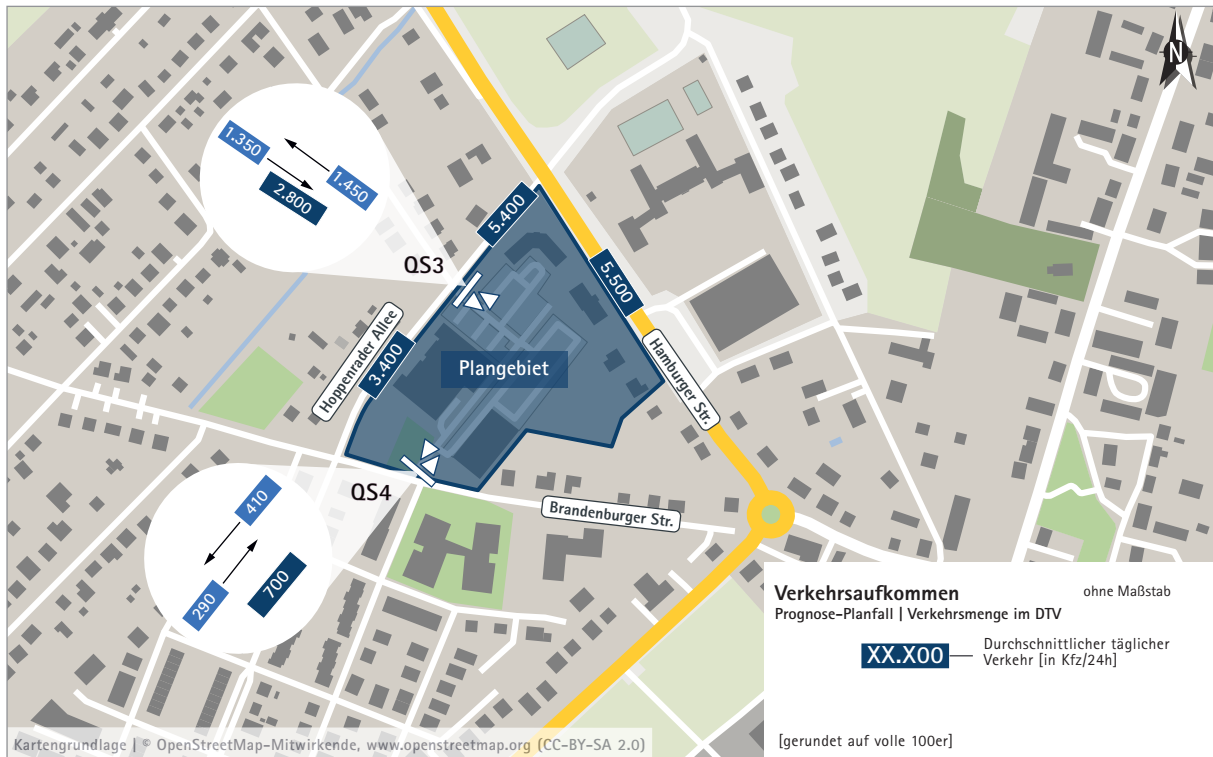 N
1.350
1.450
2.800
QS3
5.400
5.500
Hoppenrader Allee
3.400
Plangebiet
Hamburger Str.
QS4
410
290
700
Brandenburger Str.
Verkehrsaufkommen
ohne Maßstab
Prognose-Planfall | Verkehrsmenge im DTV
XX.X00
Durchschnittlicher täglicher
Verkehr [in Kfz/24h]
[gerundet auf volle 100er]
Kartengrundlage | © OpenStreetMap-Mitwirkende, www.openstreetmap.org (CC-BY-SA 2.0)